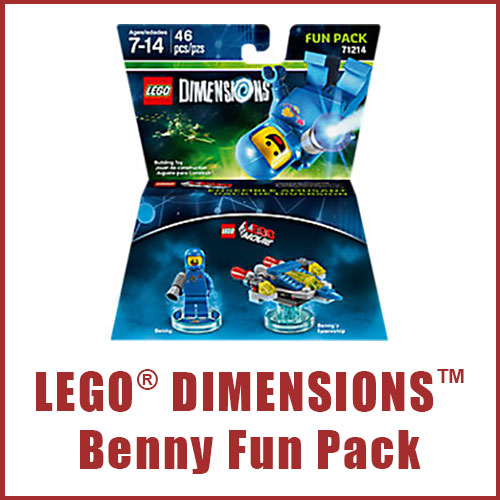 Ages/edades
7-14
46
pcs/pzs
FUN PACK
71214
LEGO DIMENSIONS
Building Toy
Jouet de construction
Juguete para Construir
LEGO THE LEGO MOVIE
Benny
Benny's
Spaceship
LEGO® DIMENSIONS™
Benny Fun Pack